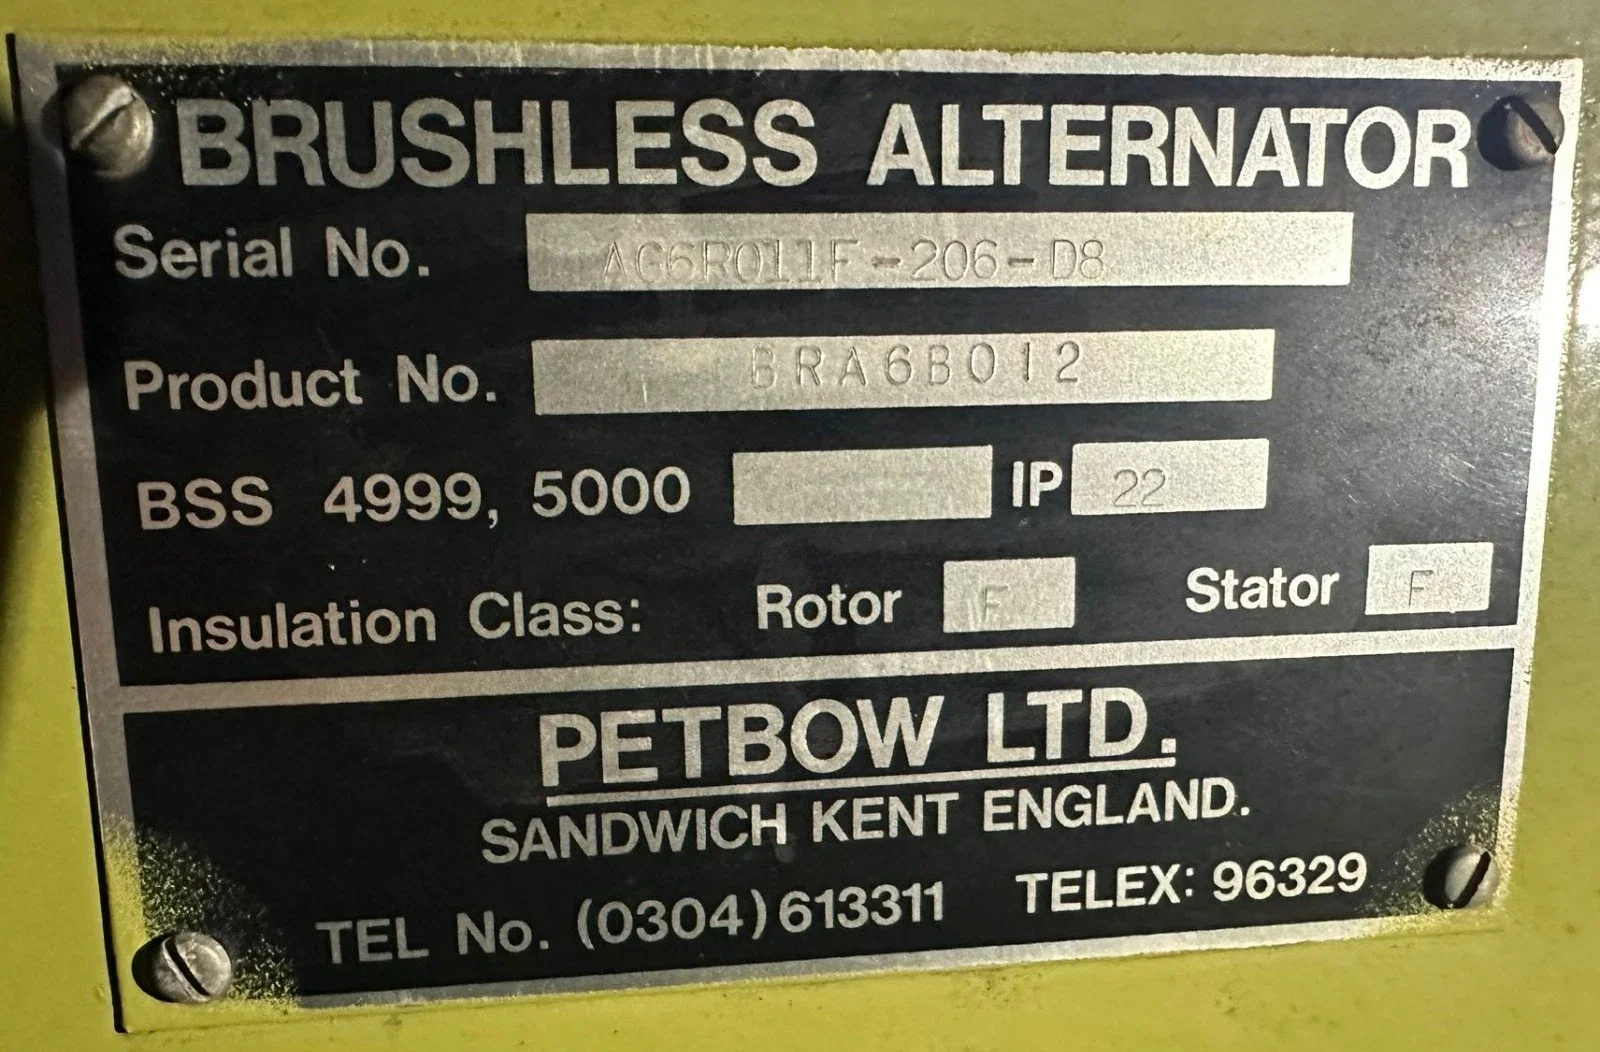 BRUSHLESS ALTERNATOR
Serial No. AG6R011F-206-D8
Product No. BRA6B012
BSS 4999, 5000 IP 22
Insulation Class: Rotor F Stator F
PETBOW LTD.
SANDWICH KENT ENGLAND.
TEL No. (0304) 613311 TELEX: 96329